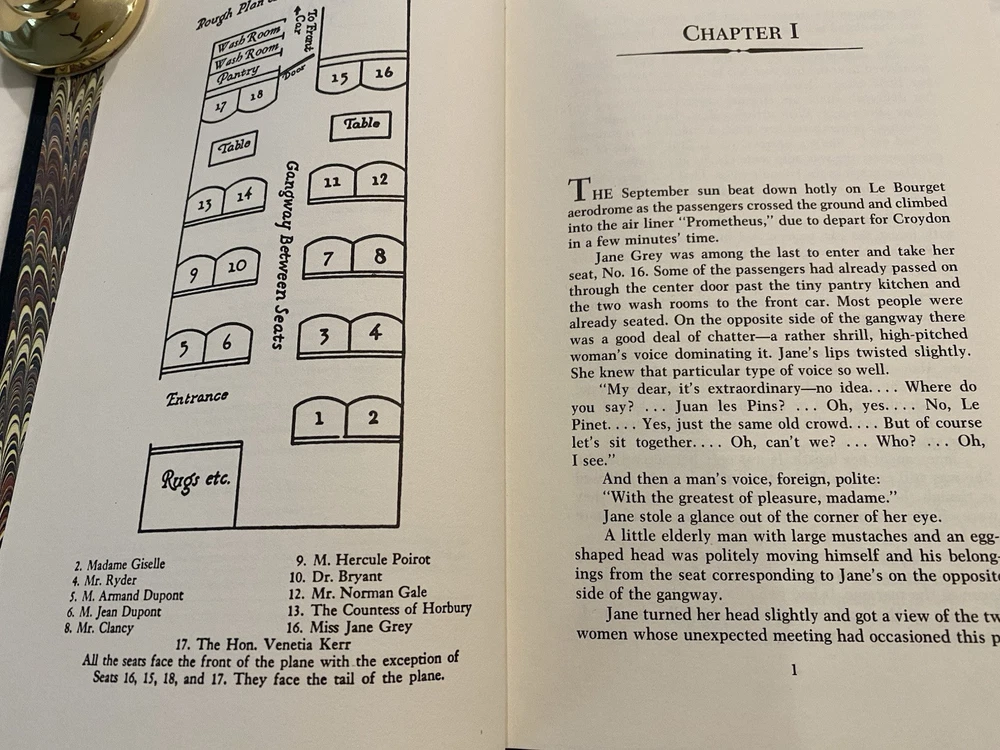 Rough Plan
Wash Room
Wash Room
Pantry
Door
To Front
Car
17 18
15 16
Table
Table
13 14
11 12
9 10
7 8
5 6
3 4
Gangway Between Seats
Entrance
1 2
Rugs etc.
2. Madame Giselle
4. Mr. Ryder
5. M. Armand Dupont
6. M. Jean Dupont
8. Mr. Clancy
9. M. Hercule Poirot
10. Dr. Bryant
12. Mr. Norman Gale
13. The Countess of Horbury
16. Miss Jane Grey
17. The Hon. Venetia Kerr
All the seats face the front of the plane with the exception of
Seats 16, 15, 18, and 17. They face the tail of the plane.
CHAPTER I
THE September sun beat down hotly on Le Bourget
aerodrome as the passengers crossed the ground and climbed
into the air liner “Prometheus,” due to depart for Croydon
in a few minutes’ time.
Jane Grey was among the last to enter and take her
seat, No. 16. Some of the passengers had already passed on
through the center door past the tiny pantry kitchen and
the two wash rooms to the front car. Most people were
already seated. On the opposite side of the gangway there
was a good deal of chatter—a rather shrill, high-pitched
woman’s voice dominating it. Jane’s lips twisted slightly.
She knew that particular type of voice so well.
“My dear, it’s extraordinary—no idea.... Where do
you say? ... Juan les Pins? ... Oh, yes.... No, Le
Pinet.... Yes, just the same old crowd.... But of course
let’s sit together.... Oh, can’t we? ... Who? ... Oh,
I see.”
And then a man’s voice, foreign, polite:
“With the greatest of pleasure, madame.”
Jane stole a glance out of the corner of her eye.
A little elderly man with large mustaches and an egg-
shaped head was politely moving himself and his belong-
ings from the seat corresponding to Jane’s on the opposite
side of the gangway.
Jane turned her head slightly and got a view of the
women whose unexpected meeting had occasioned this
1